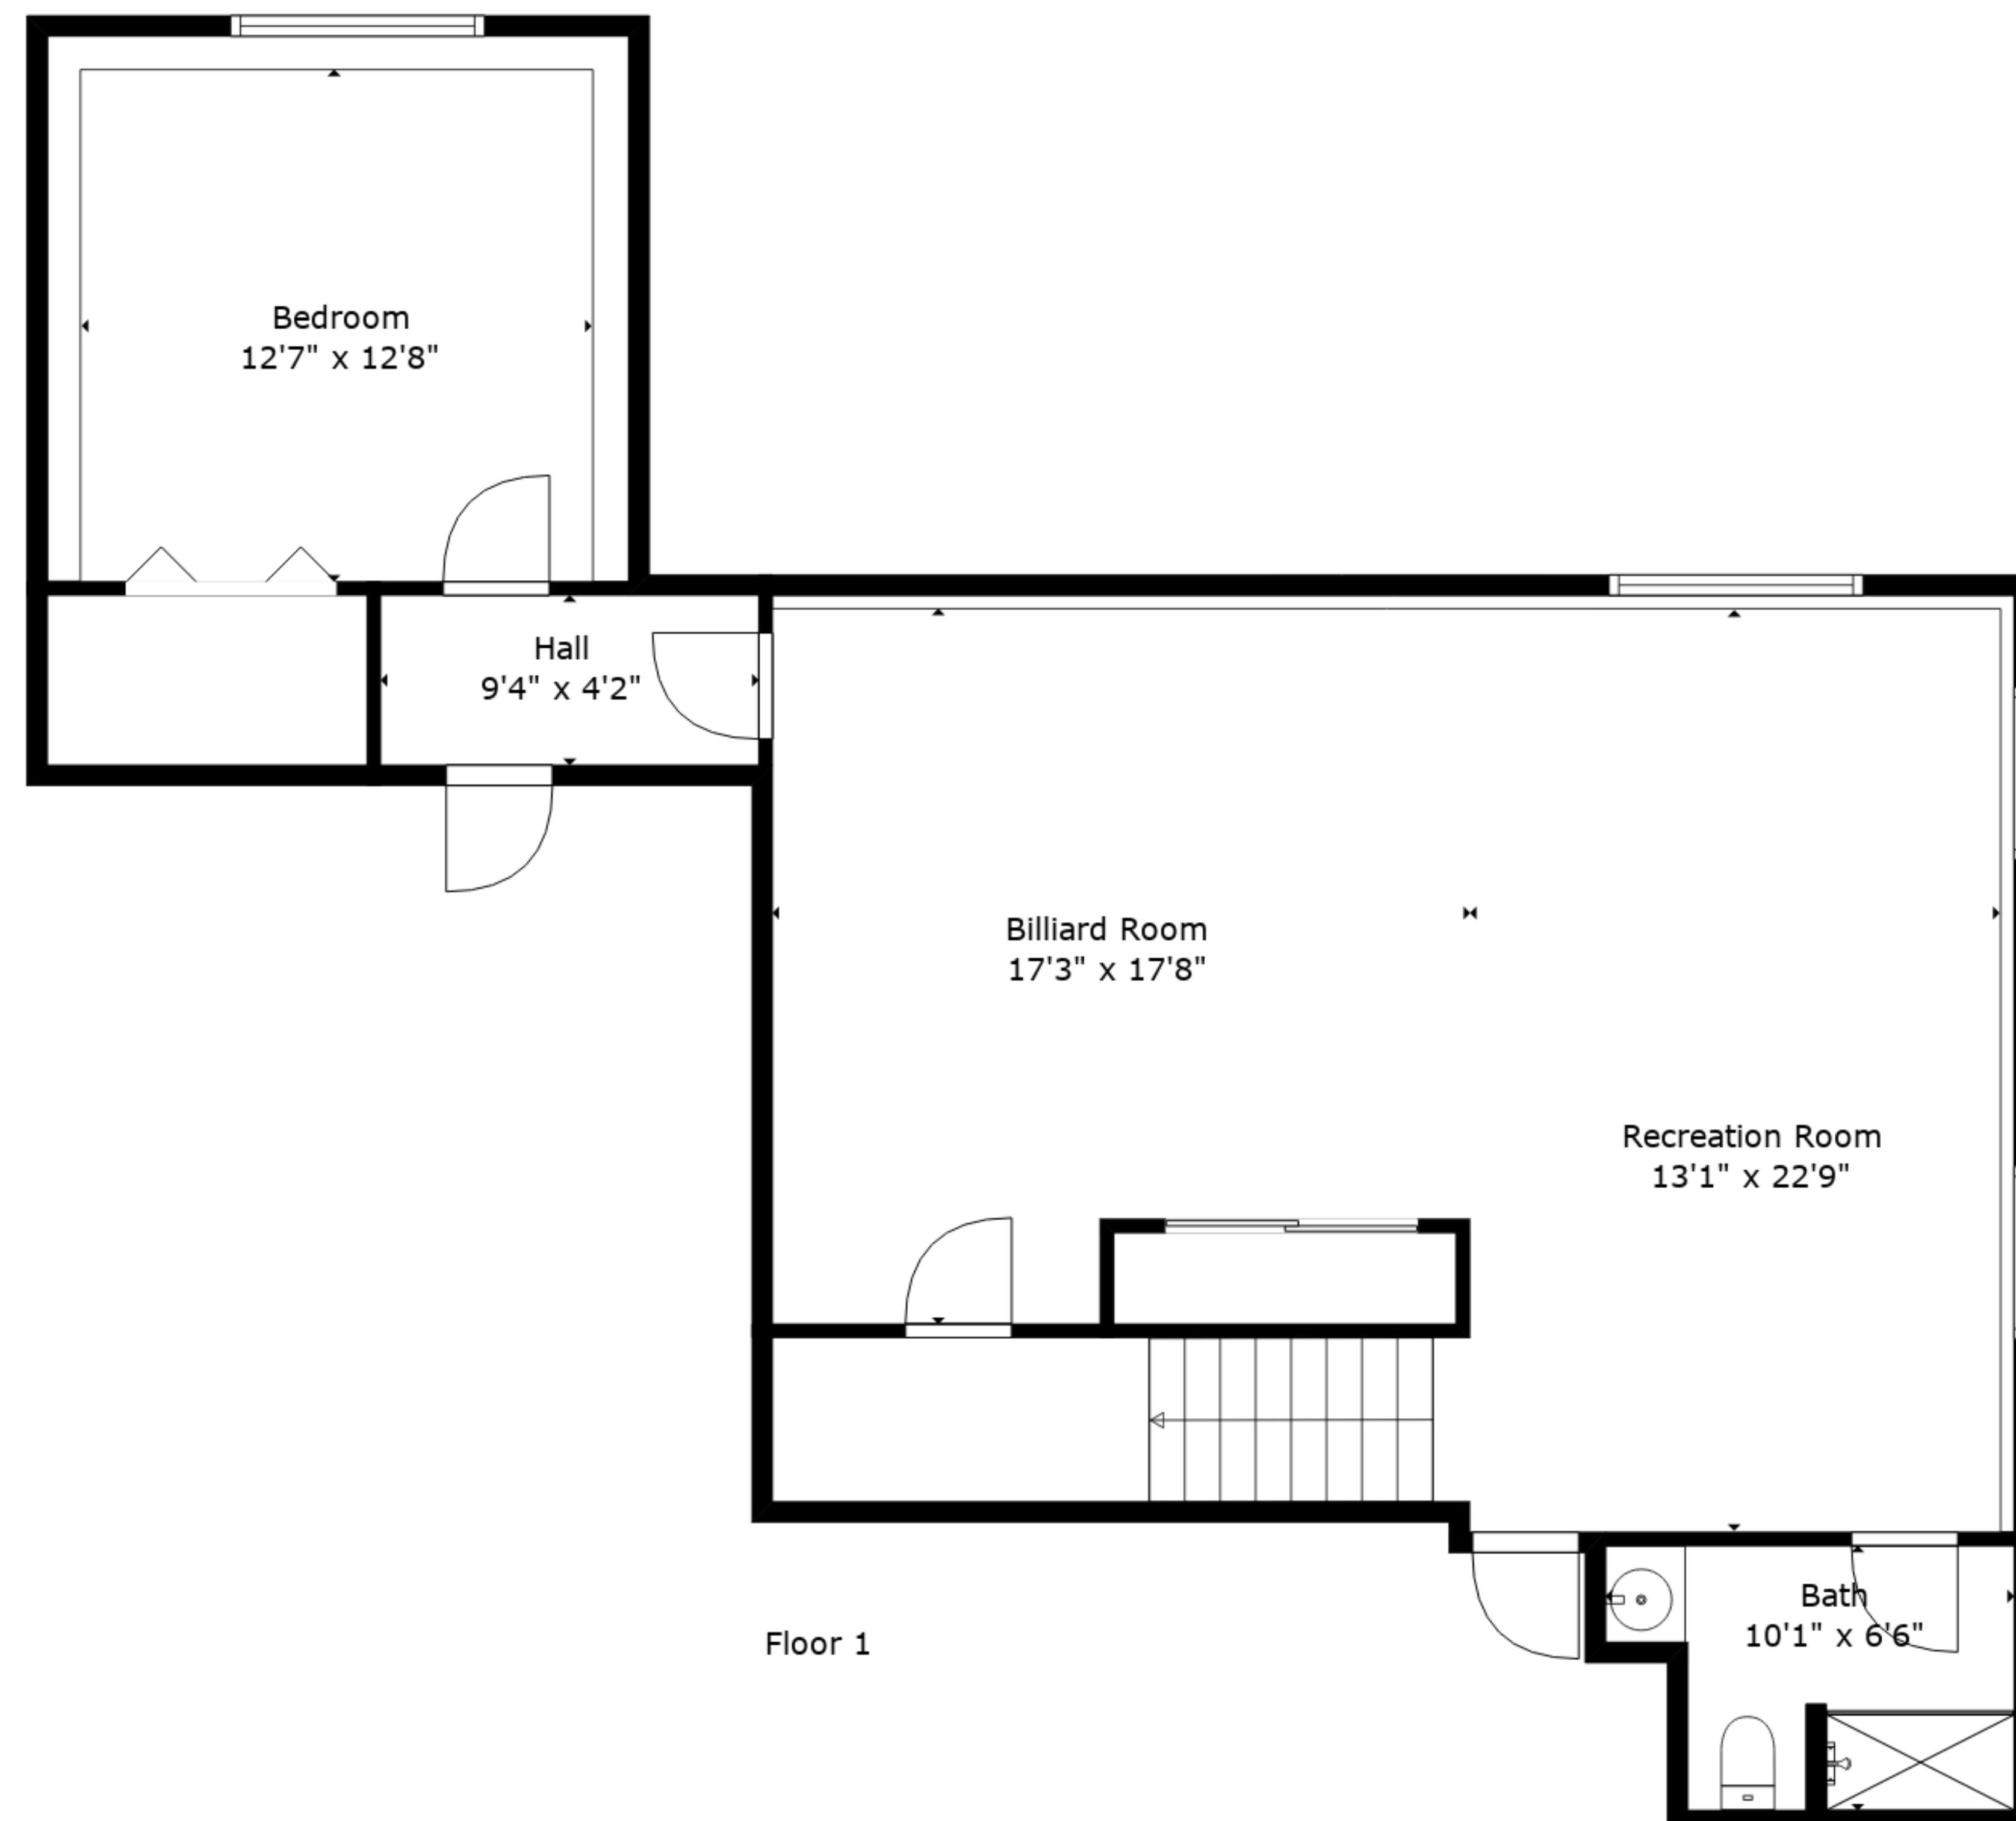 Bedroom
12'7" x 12'8"
Hall
9'4" x 4'2"
Billiard Room
17'3" x 17'8"
Recreation Room
13'1" x 22'9"
Bath
10'1" x 6'6"
Floor 1